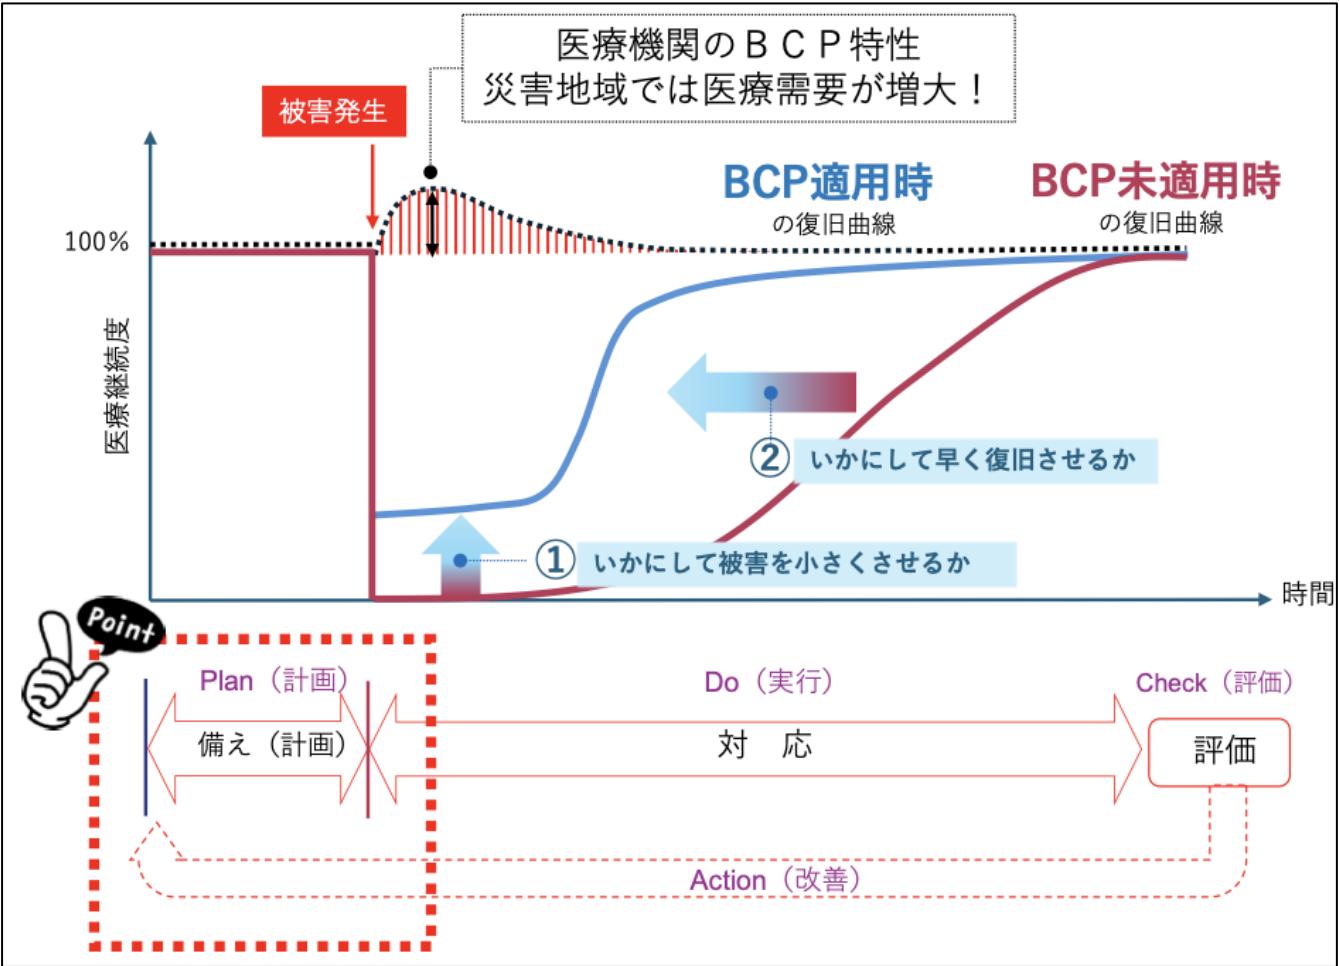 医療機関のＢＣＰ特性
災害地域では医療需要が増大！
被害発生
BCP適用時
の復旧曲線
BCP未適用時
の復旧曲線
100%
医療継続度
② いかにして早く復旧させるか
① いかにして被害を小さくさせるか
時間
Point
Plan（計画）
Do（実行）
Check（評価）
備え（計画）
対　応
評価
Action（改善）